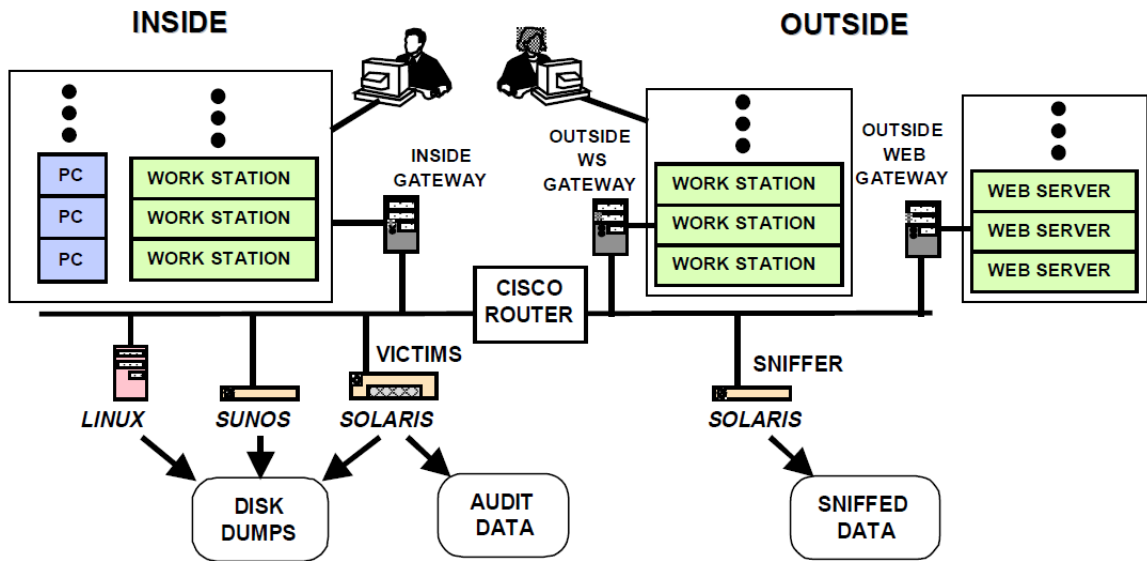 INSIDE
OUTSIDE
PC
PC
PC
WORK STATION
WORK STATION
WORK STATION
INSIDE
GATEWAY
OUTSIDE
WS
GATEWAY
WORK STATION
WORK STATION
WORK STATION
OUTSIDE
WEB
GATEWAY
WEB SERVER
WEB SERVER
WEB SERVER
CISCO
ROUTER
VICTIMS
SNIFFER
LINUX
SUNOS
SOLARIS
SOLARIS
DISK
DUMPS
AUDIT
DATA
SNIFFED
DATA